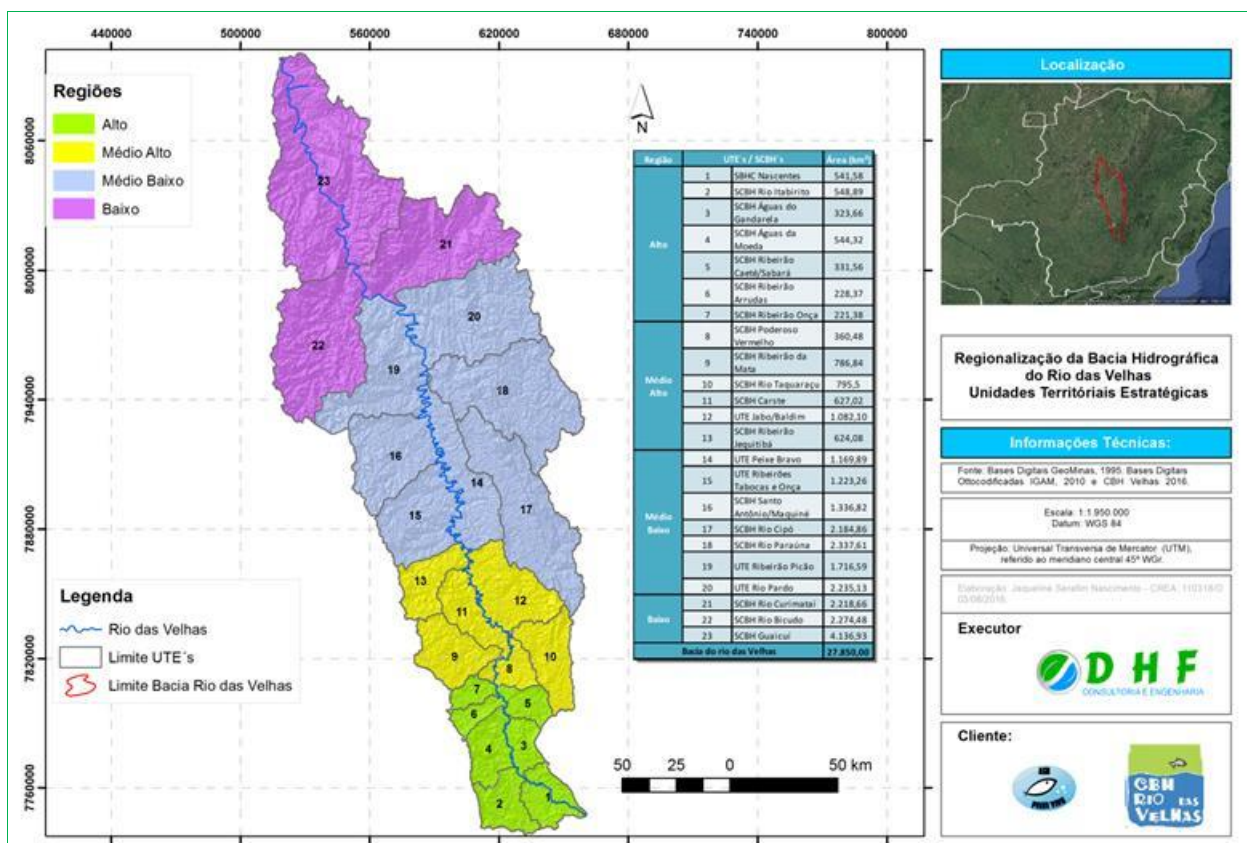 440000 500000 560000 620000 680000 740000 800000
8060000
8000000
7940000
7880000
7820000
7760000
Regiões
Alto
Médio Alto
Médio Baixo
Baixo
N
23
21
20
22
19
18
16
14
17
15
13
12
11
10
9
8
7
5
6
4
3
2
1
Região UTE´s / SCBH´s Área (km²)
Alto
1 SBHC Nascentes 541,58
2 SCBH Rio Itabirito 548,89
3 SCBH Águas do Gandarela 323,66
4 SCBH Águas da Moeda 544,32
5 SCBH Ribeirão Caeté/Sabará 331,56
6 SCBH Ribeirão Arrudas 228,37
7 SCBH Ribeirão Onça 221,38
Médio Alto
8 SCBH Poderoso Vermelho 360,48
9 SCBH Ribeirão da Mata 786,84
10 SCBH Rio Taquaraçu 795,5
11 SCBH Carste 627,02
12 UTE Jabo/Baldim 1.082,10
13 SCBH Ribeirão Jequitibá 624,08
Médio Baixo
14 UTE Peixe Bravo 1.169,89
15 UTE Ribeirões Tabocas e Onça 1.223,26
16 SCBH Santo Antônio/Maquiné 1.336,82
17 SCBH Rio Cipó 2.184,86
18 SCBH Rio Paraúna 2.337,61
19 UTE Ribeirão Picão 1.716,59
20 UTE Rio Pardo 2.235,13
Baixo
21 SCBH Rio Curimataí 2.218,66
22 SCBH Rio Bicudo 2.274,48
23 SCBH Guaicuí 4.136,93
Bacia do rio das Velhas 27.850,00
Legenda
Rio das Velhas
Limite UTE´s
Limite Bacia Rio das Velhas
50 25 0 50 km
Localização
Regionalização da Bacia Hidrográfica
do Rio das Velhas
Unidades Territóriais Estratégicas
Informações Técnicas:
Fonte: Bases Digitais GeoMinas, 1995. Bases Digitais
Ottocodificadas IGAM, 2010 e CBH Velhas 2016.
Escala: 1:1.950.000
Datum: WGS 84
Projeção: Universal Transversa de Mercator (UTM),
referido ao meridiano central 45º WGr.
Elaboração: Jaqueline Serafim Nascimento - CREA:
Executor
DHF
CONSULTORIA E ENGENHARIA
Cliente:
AGB
PEIXE VIVO
CBH
RIO DAS
VELHAS